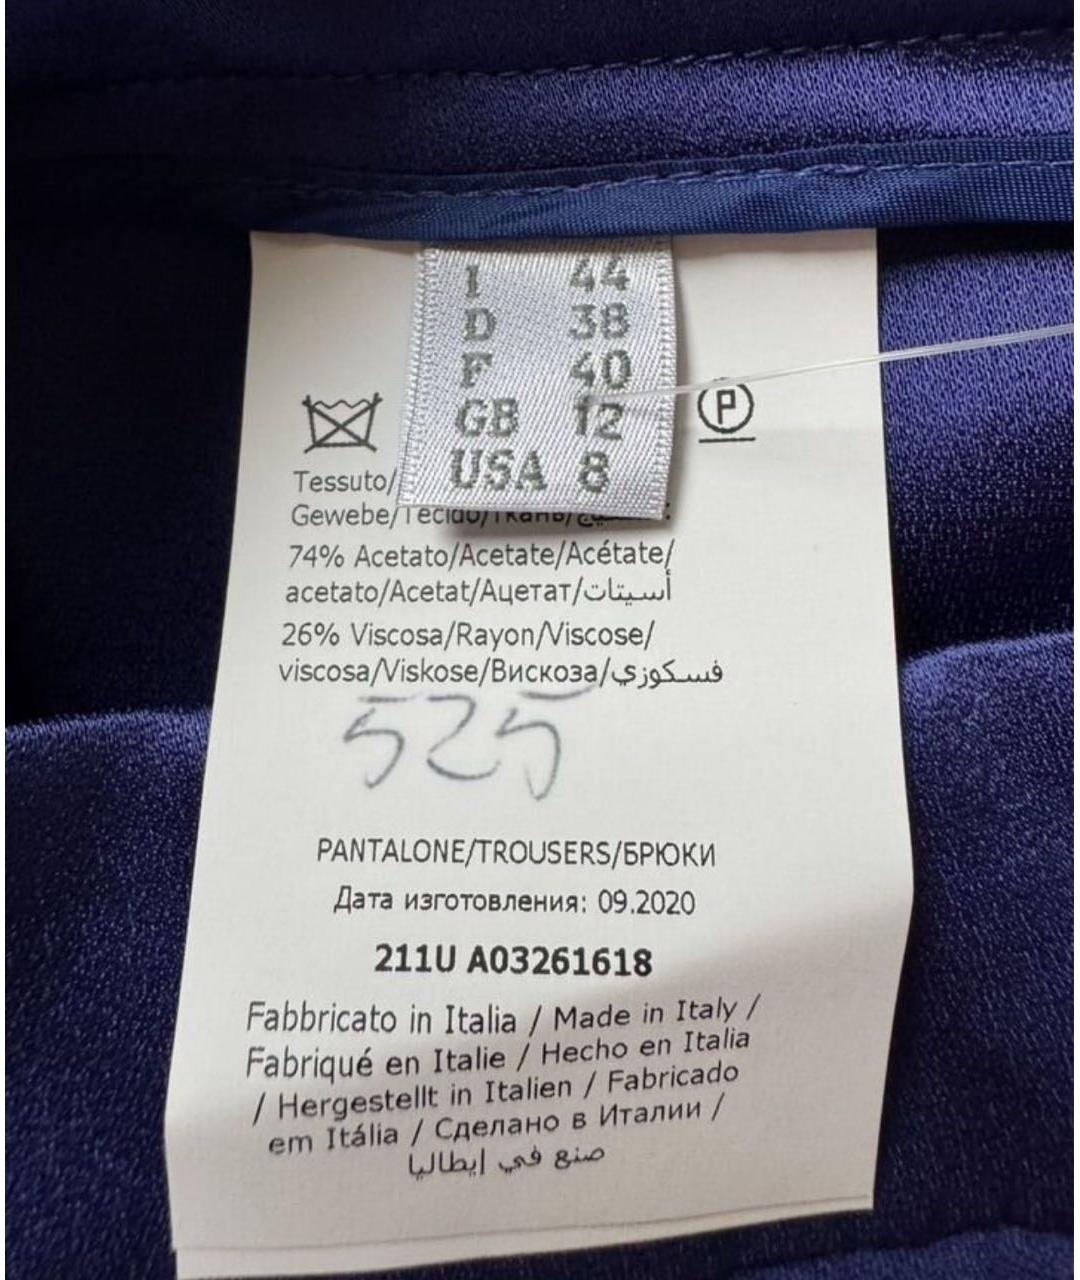 I 44
D 38
F 40
GB 12
USA 8
P
Tessuto/
Gewebe/Tecido/Ткань/
74% Acetato/Acetate/Acétate/
acetato/Acetat/Ацетат/أسيتات
26% Viscosa/Rayon/Viscose/
viscosa/Viskose/Вискоза/فسكوزي
525
PANTALONE/TROUSERS/БРЮКИ
Дата изготовления: 09.2020
211U A03261618
Fabbricato in Italia / Made in Italy /
Fabriqué en Italie / Hecho en Italia
/ Hergestellt in Italien / Fabricado
em Itália / Сделано в Италии /
صنع في إيطاليا